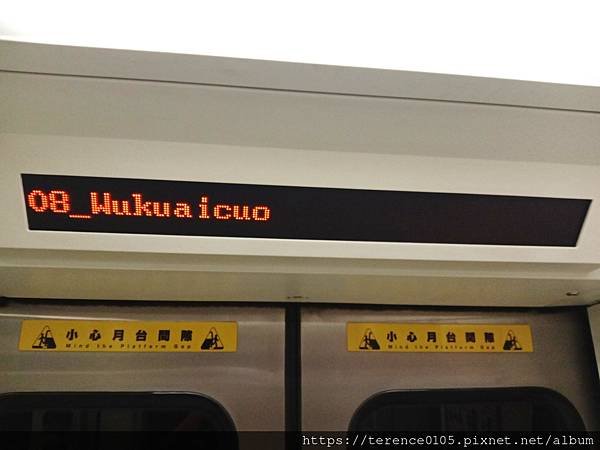 08_Wukuaicuo
小心月台間隙
Mind the Platform Gap
小心月台間隙
Mind the Platform Gap
https://terence0105.pixnet.net/album